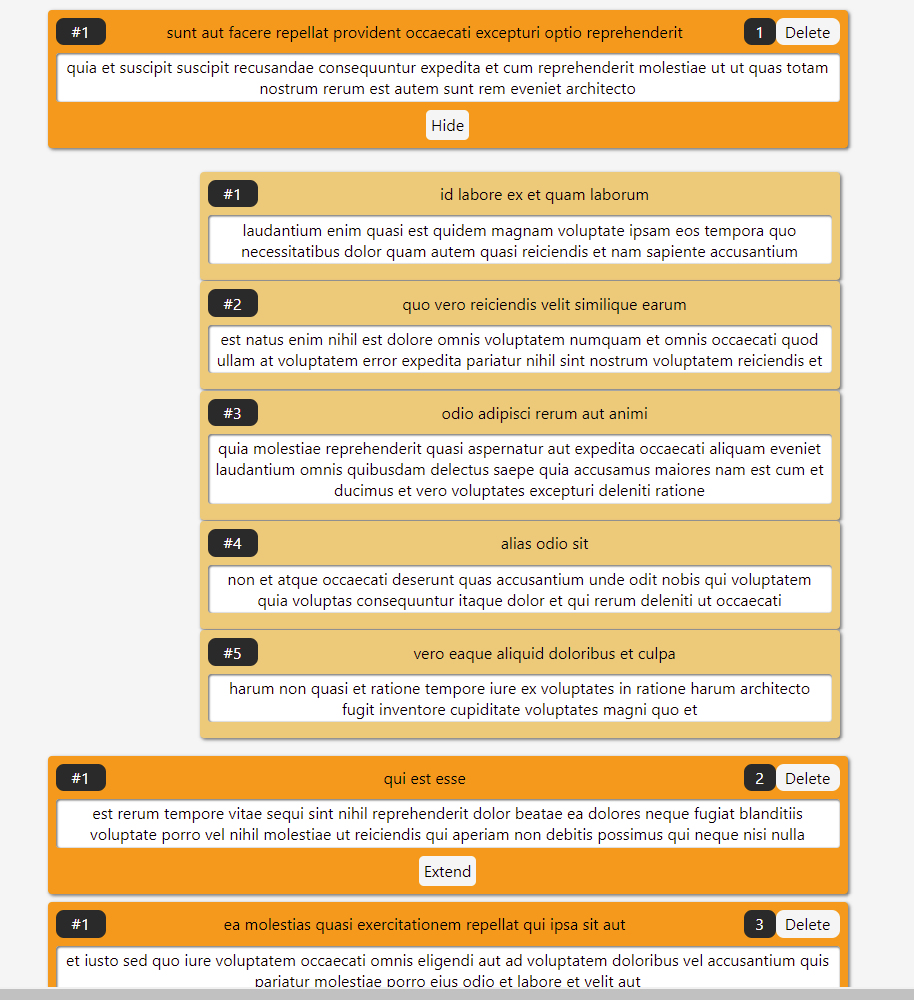 #1 sunt aut facere repellat provident occaecati excepturi optio reprehenderit 1 Delete
quia et suscipit suscipit recusandae consequuntur expedita et cum reprehenderit molestiae ut ut quas totam
nostrum rerum est autem sunt rem eveniet architecto
Hide
#1 id labore ex et quam laborum
laudantium enim quasi est quidem magnam voluptate ipsam eos tempora quo
necessitatibus dolor quam autem quasi reiciendis et nam sapiente accusantium
#2 quo vero reiciendis velit similique earum
est natus enim nihil est dolore omnis voluptatem numquam et omnis occaecati quod
ullam at voluptatem error expedita pariatur nihil sint nostrum voluptatem reiciendis et
#3 odio adipisci rerum aut animi
quia molestiae reprehenderit quasi aspernatur aut expedita occaecati aliquam eveniet
laudantium omnis quibusdam delectus saepe quia accusamus maiores nam est cum et
ducimus et vero voluptates excepturi deleniti ratione
#4 alias odio sit
non et atque occaecati deserunt quas accusantium unde odit nobis qui voluptatem
quia voluptas consequuntur itaque dolor et qui rerum deleniti ut occaecati
#5 vero eaque aliquid doloribus et culpa
harum non quasi et ratione tempore iure ex voluptates in ratione harum architecto
fugit inventore cupiditate voluptates magni quo et
#1 qui est esse 2 Delete
est rerum tempore vitae sequi sint nihil reprehenderit dolor beatae ea dolores neque fugiat blanditiis
voluptate porro vel nihil molestiae ut reiciendis qui aperiam non debitis possimus qui neque nisi nulla
Extend
#1 ea molestias quasi exercitationem repellat qui ipsa sit aut 3 Delete
et iusto sed quo iure voluptatem occaecati omnis eligendi aut ad voluptatem doloribus vel accusantium quis
pariatur molestiae porro eius odio et labore et velit aut